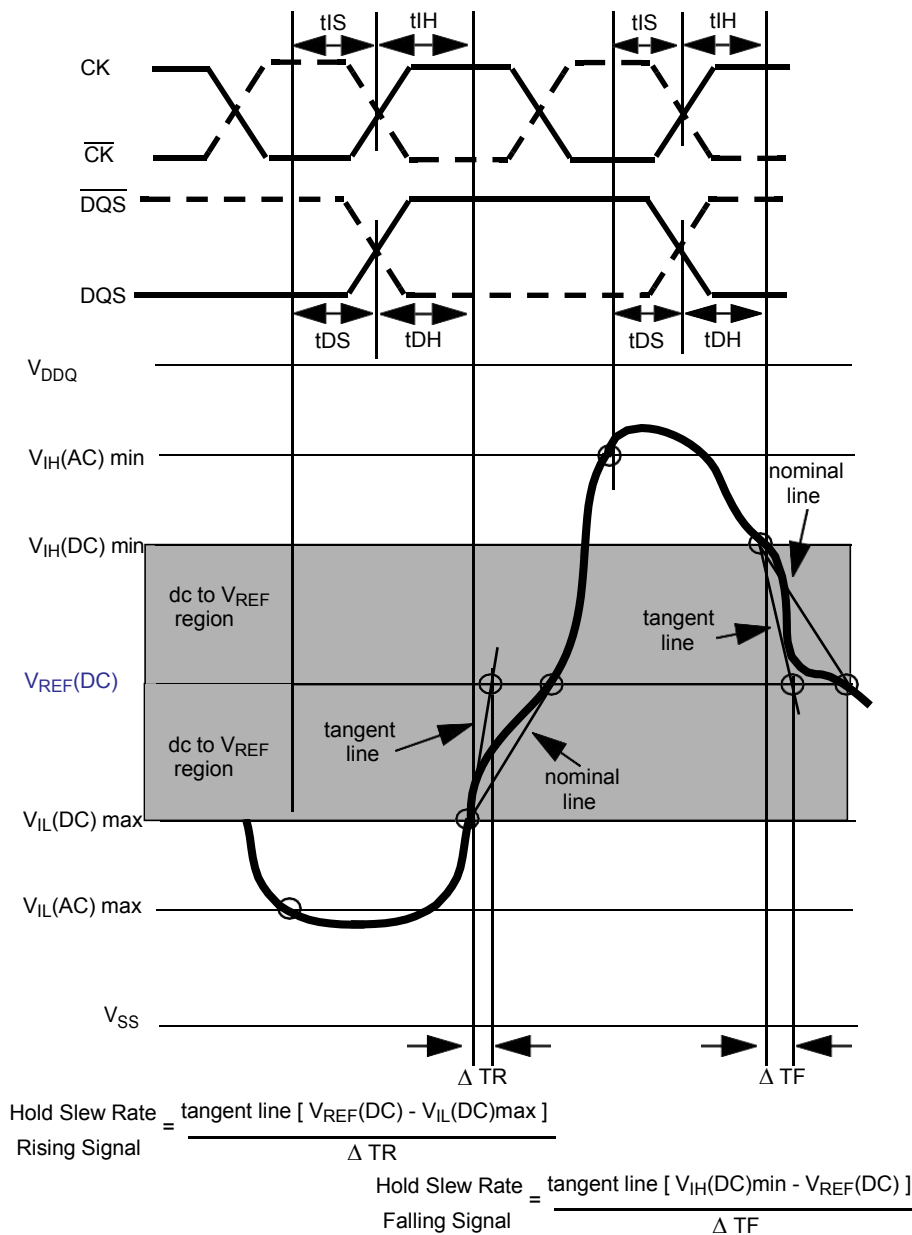 tIS tIH tIS tIH
CK
CK
DQS
DQS
tDS tDH tDS tDH
VDDQ
VIH(AC) min
nominal
line
VIH(DC) min
dc to VREF
region
tangent
line
VREF(DC)
tangent
line
dc to VREF
region
nominal
line
VIL(DC) max
VIL(AC) max
VSS
Δ TR Δ TF
Hold Slew Rate
Rising Signal
= tangent line [ VREF(DC) - VIL(DC)max ]
Δ TR
Hold Slew Rate
Falling Signal
= tangent line [ VIH(DC)min - VREF(DC) ]
Δ TF